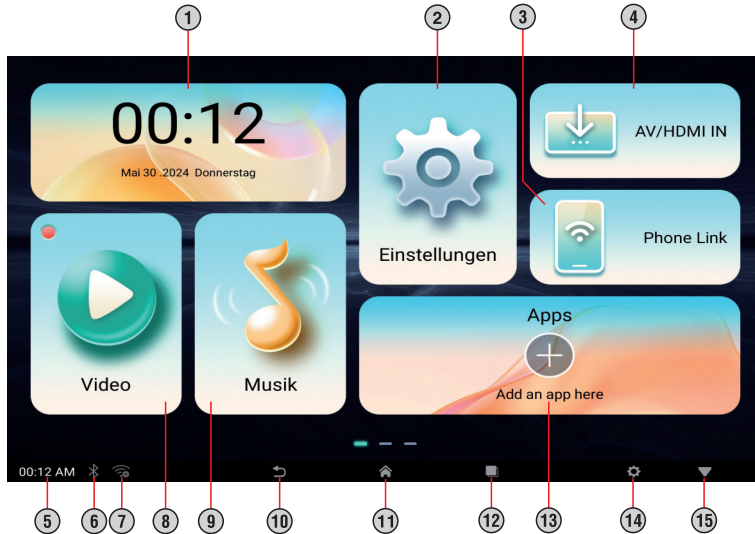 1
2
3
4
00:12
Mai 30 .2024 Donnerstag
Einstellungen
AV/HDMI IN
Phone Link
Video
Musik
Apps
Add an app here
00:12 AM
5
6
7
8
9
10
11
12
13
14
15